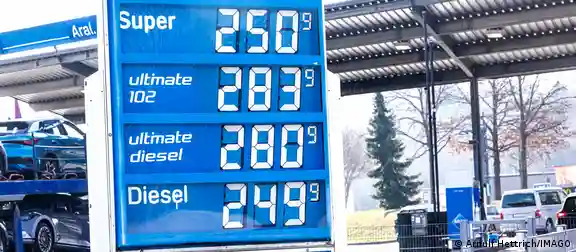 Aral.
Super 250⁹
ultimate 102 283⁹
ultimate diesel 280⁹
Diesel 249⁹
© Arnulf Hettrich/IMAGO